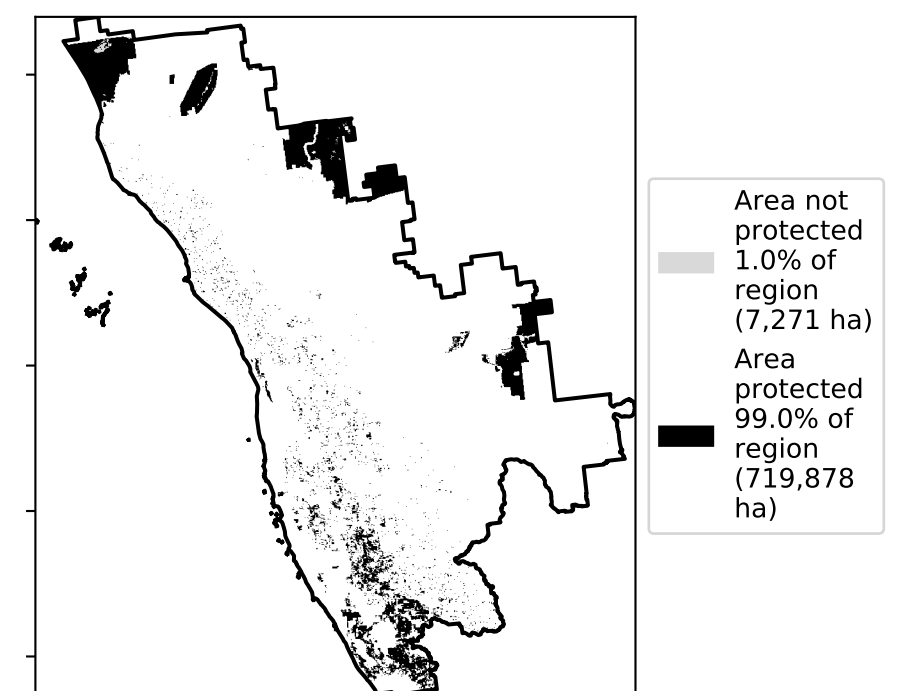 Area not
protected
1.0% of
region
(7,271 ha)
Area
protected
99.0% of
region
(719,878
ha)